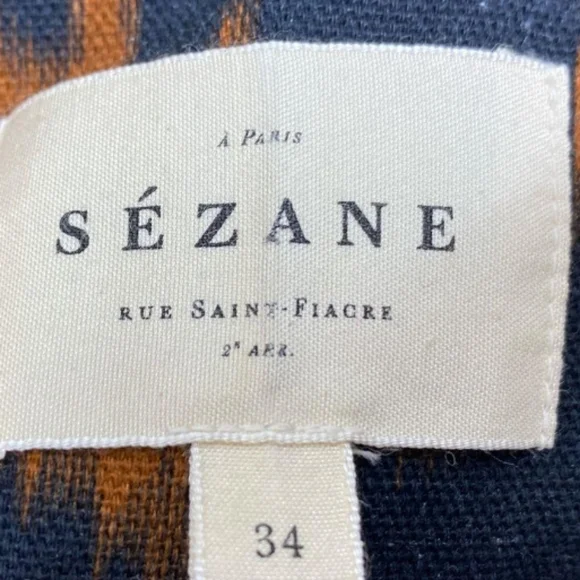 À PARIS
SÉZANE
RUE SAINT-FIACRE
2ᴱ ARR.
34